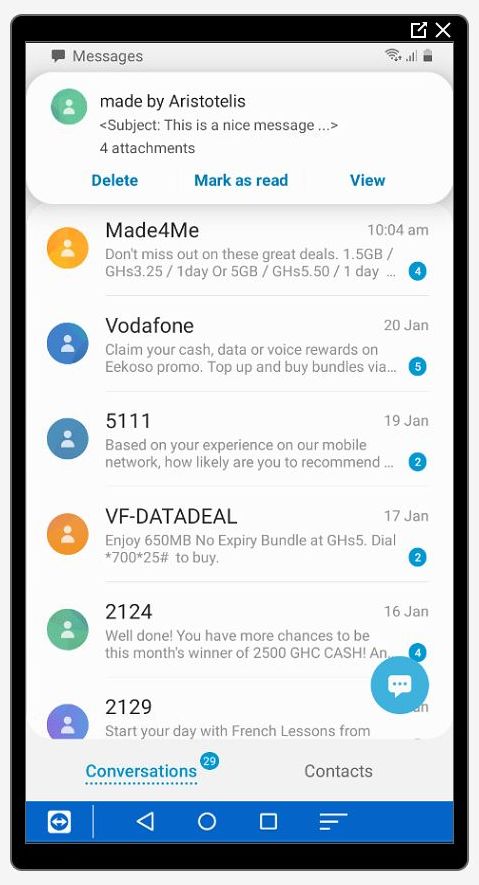 Messages
made by Aristotelis
<Subject: This is a nice message ...>
4 attachments
Delete Mark as read View
Made4Me 10:04 am
Don't miss out on these great deals. 1.5GB /
GHs3.25 / 1day Or 5GB / GHs5.50 / 1 day ... 4
Vodafone 20 Jan
Claim your cash, data or voice rewards on
Eekoso promo. Top up and buy bundles via... 5
5111 19 Jan
Based on your experience on our mobile
network, how likely are you to recommend ... 2
VF-DATADEAL 17 Jan
Enjoy 650MB No Expiry Bundle at GHs5. Dial
*700*25# to buy. 2
2124 16 Jan
Well done! You have more chances to be
this month's winner of 2500 GHC CASH! An... 4
2129
Start your day with French Lessons from
Conversations 29 Contacts